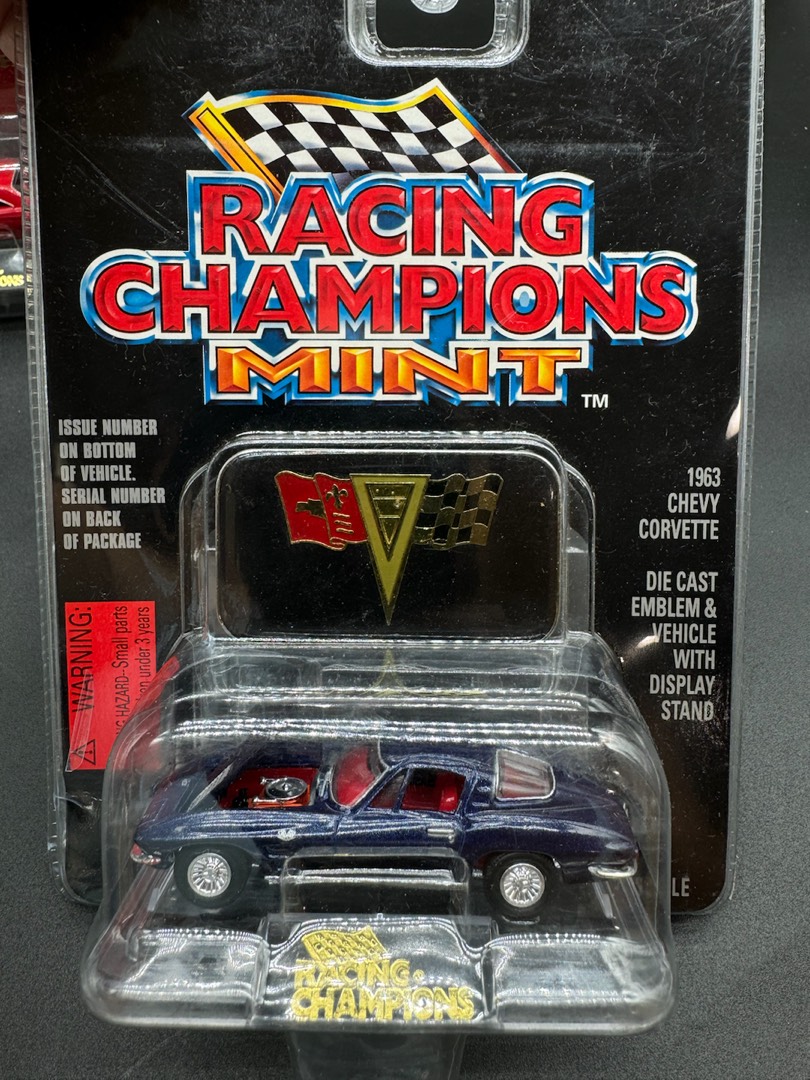 RACING
CHAMPIONS
MINT
TM
ISSUE NUMBER
ON BOTTOM
OF VEHICLE.
SERIAL NUMBER
ON BACK
OF PACKAGE
1963
CHEVY
CORVETTE
DIE CAST
EMBLEM &
VEHICLE
WITH
DISPLAY
STAND
WARNING:
HAZARD--Small parts
under 3 years
RACING
CHAMPIONS